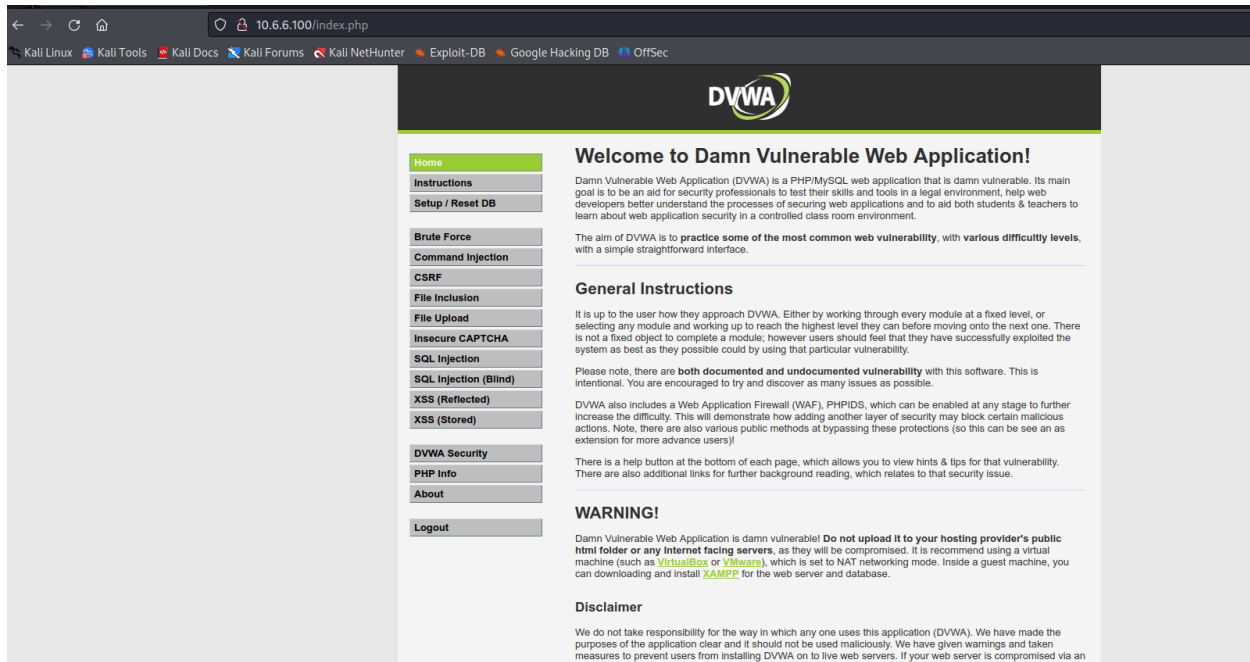 10.6.6.100/index.php
Kali Linux Kali Tools Kali Docs Kali Forums Kali NetHunter Exploit-DB Google Hacking DB OffSec
DVWA
Home
Instructions
Setup / Reset DB
Brute Force
Command Injection
CSRF
File Inclusion
File Upload
Insecure CAPTCHA
SQL Injection
SQL Injection (Blind)
XSS (Reflected)
XSS (Stored)
DVWA Security
PHP Info
About
Logout
Welcome to Damn Vulnerable Web Application!
Damn Vulnerable Web Application (DVWA) is a PHP/MySQL web application that is damn vulnerable. Its main
goal is to be an aid for security professionals to test their skills and tools in a legal environment, help web
developers better understand the processes of securing web applications and to aid both students & teachers to
learn about web application security in a controlled class room environment.
The aim of DVWA is to practice some of the most common web vulnerability, with various difficultly levels,
with a simple straightforward interface.
General Instructions
It is up to the user how they approach DVWA. Either by working through every module at a fixed level, or
selecting any module and working up to reach the highest level they can before moving onto the next one. There
is not a fixed object to complete a module; however users should feel that they have successfully exploited the
system as best as they possible could by using that particular vulnerability.
Please note, there are both documented and undocumented vulnerability with this software. This is
intentional. You are encouraged to try and discover as many issues as possible.
DVWA also includes a Web Application Firewall (WAF), PHPIDS, which can be enabled at any stage to further
increase the difficulty. This will demonstrate how adding another layer of security may block certain malicious
actions. Note, there are also various public methods at bypassing these protections (so this can be see an as
extension for more advance users)!
There is a help button at the bottom of each page, which allows you to view hints & tips for that vulnerability.
There are also additional links for further background reading, which relates to that security issue.
WARNING!
Damn Vulnerable Web Application is damn vulnerable! Do not upload it to your hosting provider's public
html folder or any Internet facing servers, as they will be compromised. It is recommend using a virtual
machine (such as VirtualBox or VMware), which is set to NAT networking mode. Inside a guest machine, you
can downloading and install XAMPP for the web server and database.
Disclaimer
We do not take responsibility for the way in which any one uses this application (DVWA). We have made the
purposes of the application clear and it should not be used maliciously. We have given warnings and taken
measures to prevent users from installing DVWA on to live web servers. If your web server is compromised via an